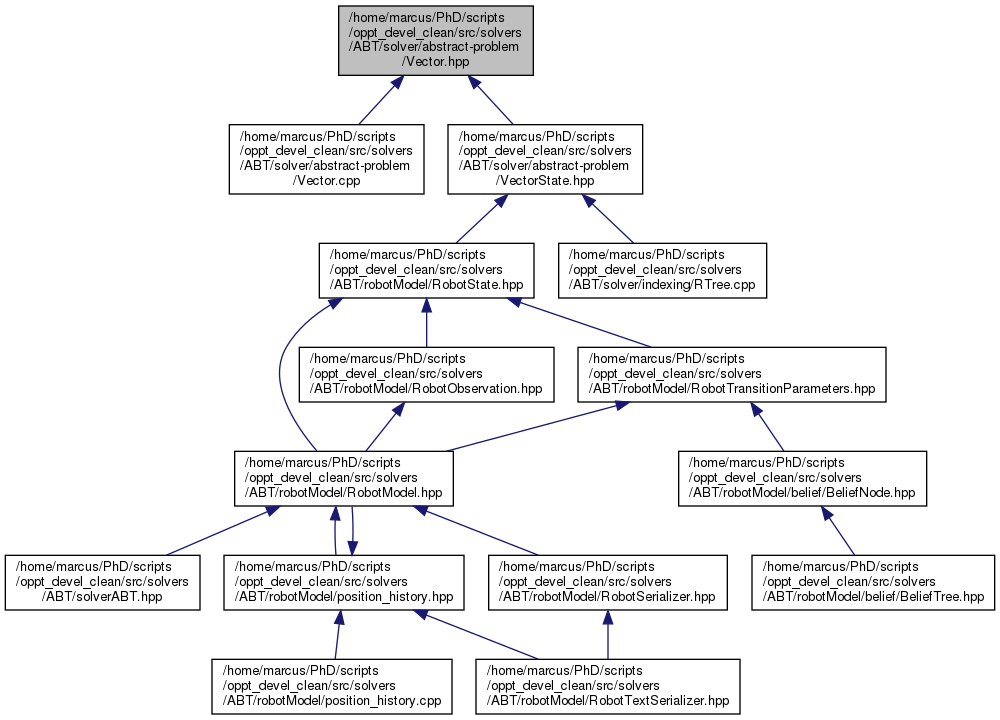 /home/marcus/PhD/scripts
/oppt_devel_clean/src/solvers
/ABT/solver/abstract-problem
/Vector.hpp
/home/marcus/PhD/scripts
/oppt_devel_clean/src/solvers
/ABT/solver/abstract-problem
/Vector.cpp
/home/marcus/PhD/scripts
/oppt_devel_clean/src/solvers
/ABT/solver/abstract-problem
/VectorState.hpp
/home/marcus/PhD/scripts
/oppt_devel_clean/src/solvers
/ABT/robotModel/RobotState.hpp
/home/marcus/PhD/scripts
/oppt_devel_clean/src/solvers
/ABT/solver/indexing/RTree.cpp
/home/marcus/PhD/scripts
/oppt_devel_clean/src/solvers
/ABT/robotModel/RobotObservation.hpp
/home/marcus/PhD/scripts
/oppt_devel_clean/src/solvers
/ABT/robotModel/RobotTransitionParameters.hpp
/home/marcus/PhD/scripts
/oppt_devel_clean/src/solvers
/ABT/robotModel/RobotModel.hpp
/home/marcus/PhD/scripts
/oppt_devel_clean/src/solvers
/ABT/robotModel/belief/BeliefNode.hpp
/home/marcus/PhD/scripts
/oppt_devel_clean/src/solvers
/ABT/solverABT.hpp
/home/marcus/PhD/scripts
/oppt_devel_clean/src/solvers
/ABT/robotModel/position_history.hpp
/home/marcus/PhD/scripts
/oppt_devel_clean/src/solvers
/ABT/robotModel/RobotSerializer.hpp
/home/marcus/PhD/scripts
/oppt_devel_clean/src/solvers
/ABT/robotModel/belief/BeliefTree.hpp
/home/marcus/PhD/scripts
/oppt_devel_clean/src/solvers
/ABT/robotModel/position_history.cpp
/home/marcus/PhD/scripts
/oppt_devel_clean/src/solvers
/ABT/robotModel/RobotTextSerializer.hpp